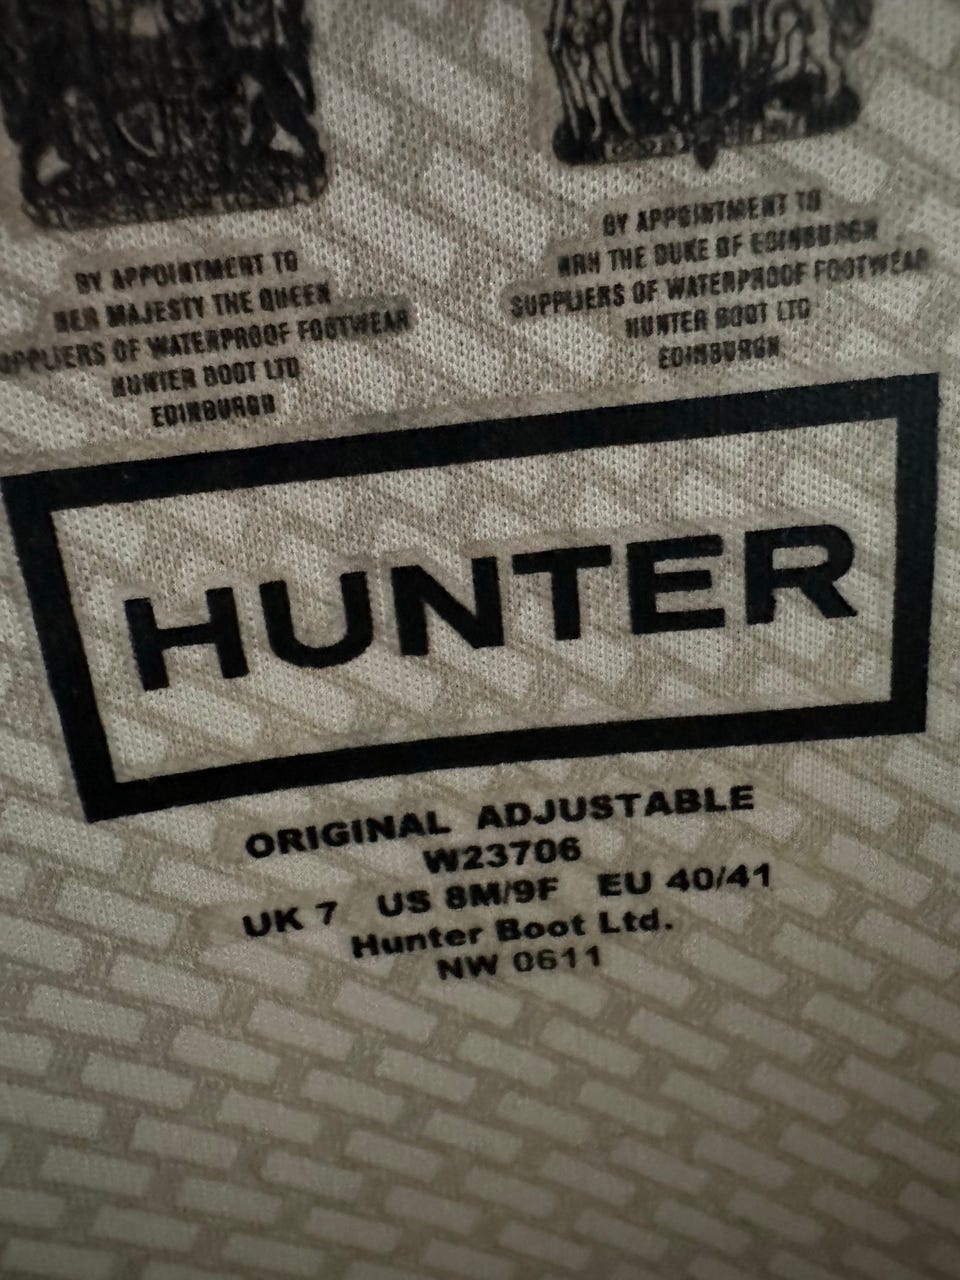 BY APPOINTMENT TO
HER MAJESTY THE QUEEN
SUPPLIERS OF WATERPROOF FOOTWEAR
HUNTER BOOT LTD
EDINBURGH
BY APPOINTMENT TO
HRH THE DUKE OF EDINBURGH
SUPPLIERS OF WATERPROOF FOOTWEAR
HUNTER BOOT LTD
EDINBURGH
HUNTER
ORIGINAL ADJUSTABLE
W23706
UK 7 US 8M/9F EU 40/41
Hunter Boot Ltd.
NW 0611